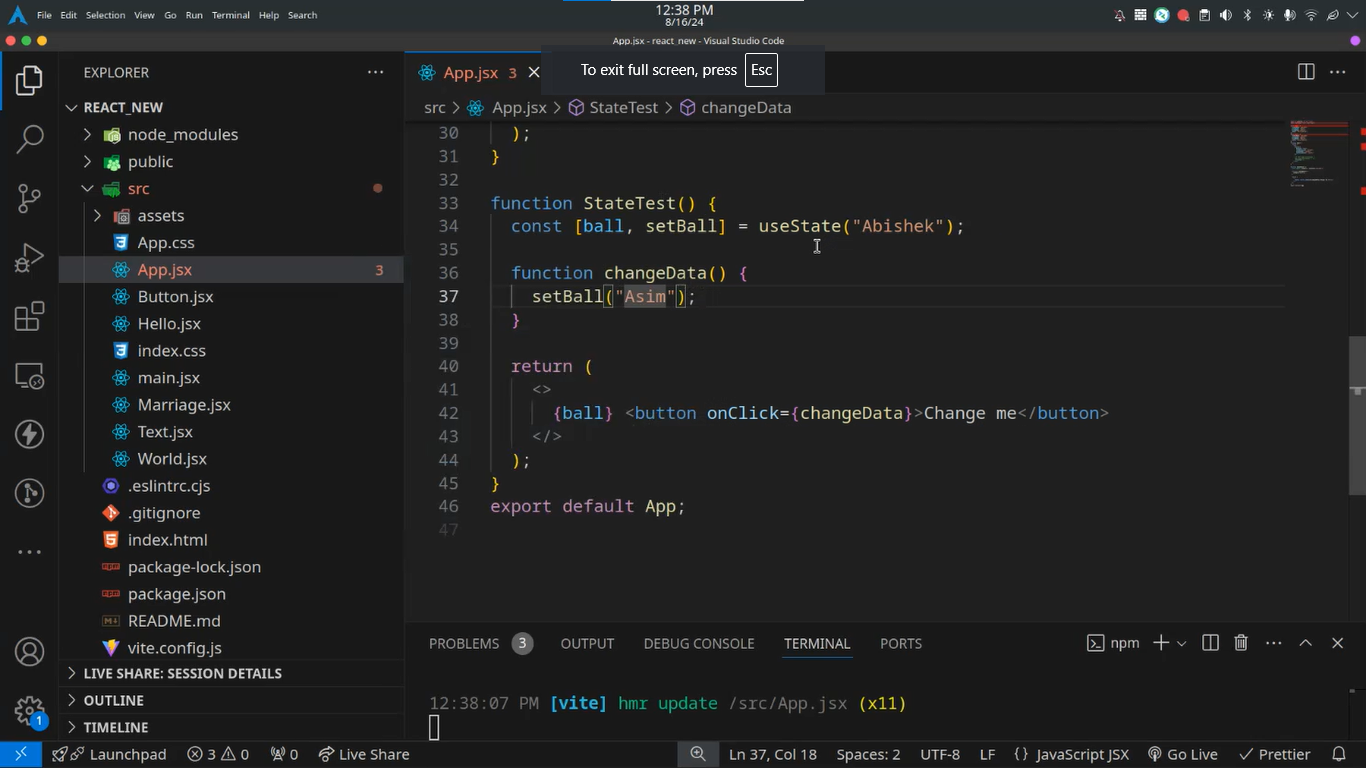 File Edit Selection View Go Run Terminal Help Search
12:38 PM
8/16/24
App.jsx - react_new - Visual Studio Code
To exit full screen, press Esc
EXPLORER
REACT_NEW
node_modules
public
src
assets
App.css
App.jsx 3
Button.jsx
Hello.jsx
index.css
main.jsx
Marriage.jsx
Text.jsx
World.jsx
.eslintrc.cjs
.gitignore
index.html
package-lock.json
package.json
README.md
vite.config.js
LIVE SHARE: SESSION DETAILS
OUTLINE
TIMELINE
1
App.jsx 3
src > App.jsx > StateTest > changeData
30 );
31 }
32
33 function StateTest() {
34 const [ball, setBall] = useState("Abishek");
35
36 function changeData() {
37 setBall("Asim");
38 }
39
40 return (
41 <>
42 {ball} <button onClick={changeData}>Change me</button>
43 </>
44 );
45 }
46 export default App;
47
PROBLEMS 3 OUTPUT DEBUG CONSOLE TERMINAL PORTS
npm
12:38:07 PM [vite] hmr update /src/App.jsx (x11)
Launchpad 3 0 0 Live Share Ln 37, Col 18 Spaces: 2 UTF-8 LF {} JavaScript JSX Go Live Prettier